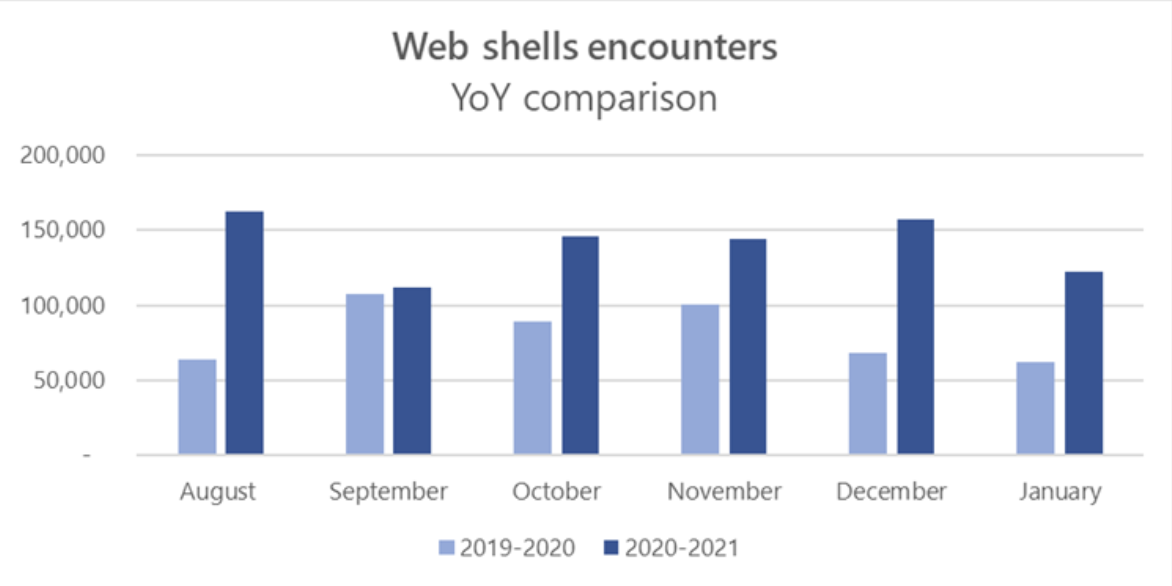 Web shells encounters
YoY comparison
200,000
150,000
100,000
50,000
-
August September October November December January
2019-2020 2020-2021